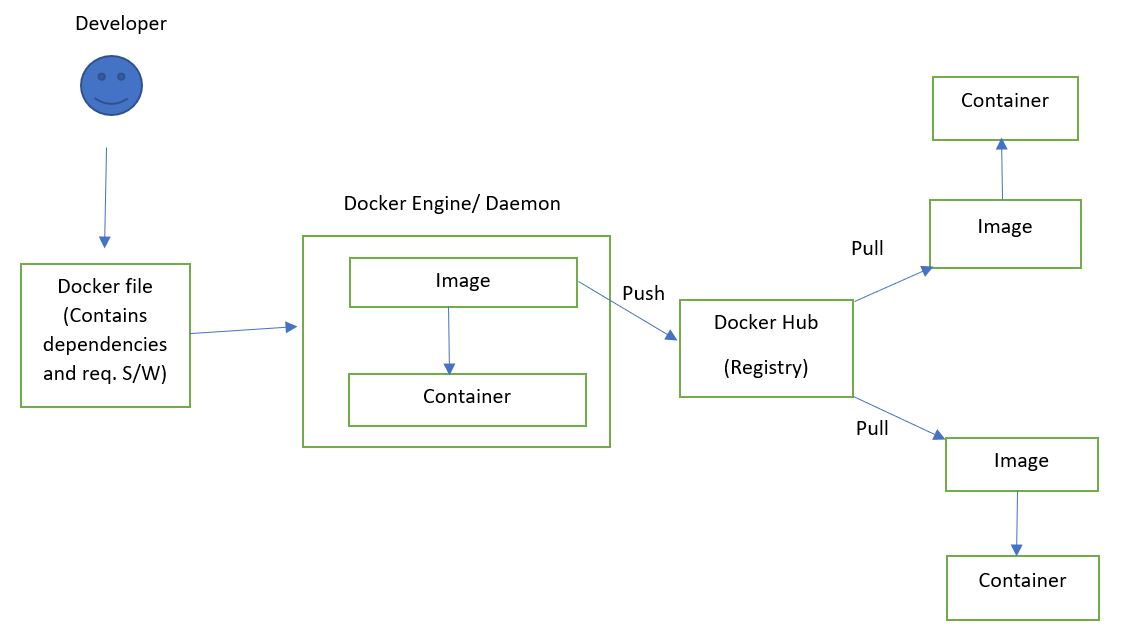 Developer
Docker file
(Contains
dependencies
and req. S/W)
Docker Engine/ Daemon
Image
Container
Push
Docker Hub
(Registry)
Pull
Image
Container
Pull
Image
Container